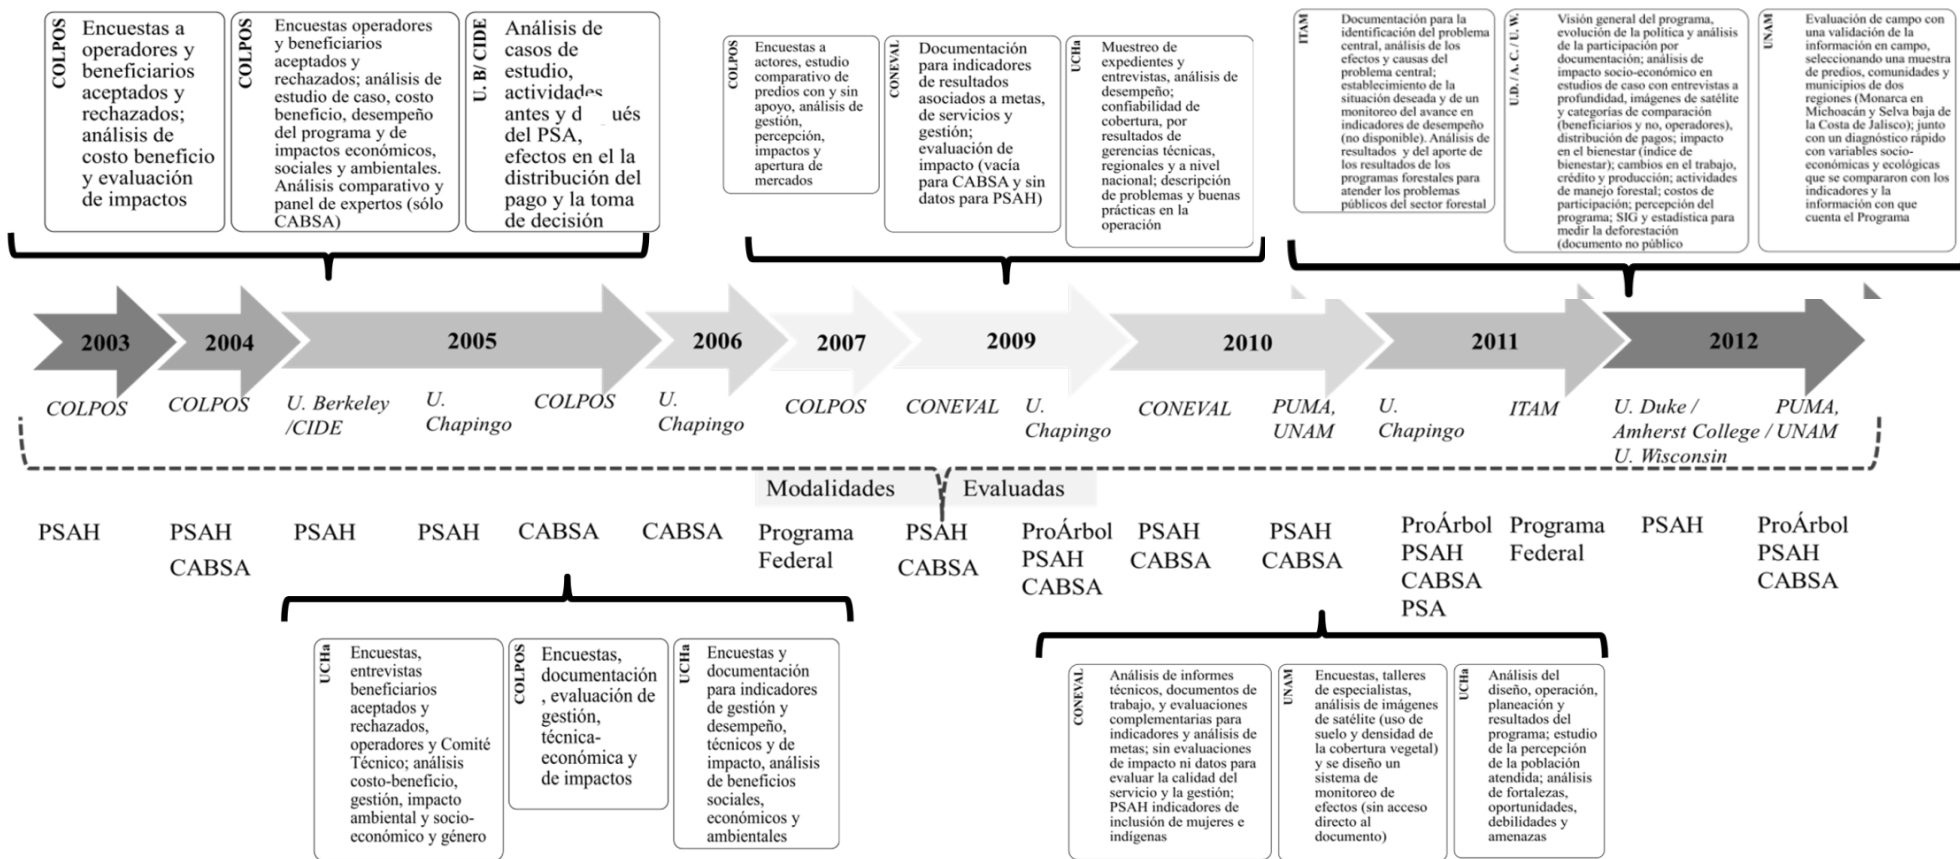 COLPOS
Encuestas a
operadores y
beneficiarios
aceptados y
rechazados;
análisis de
costo beneficio
y evaluación
de impactos
COLPOS
Encuestas operadores
y beneficiarios
aceptados y
rechazados; análisis de
estudio de caso, costo
beneficio, desempeño
del programa y de
impactos económicos,
sociales y ambientales.
Análisis comparativo y
panel de expertos (sólo
CABSA)
U. B/ CIDE
Análisis de
casos de
estudio,
actividades
antes y d ués
del PSA,
efectos en el la
distribución del
pago y la toma
de decisión
COLPOS
Encuestas a
actores, estudio
comparativo de
predios con y sin
apoyo, análisis de
gestión,
percepción,
impactos y
apertura de
mercados
CONEVAL
Documentación
para indicadores
de resultados
asociados a metas,
de servicios y
gestión;
evaluación de
impacto (vacía
para CABSA y sin
datos para PSAH)
UCHa
Muestreo de
expedientes y
entrevistas, análisis de
desempeño;
confiabilidad de
cobertura, por
resultados de
gerencias técnicas,
regionales y a nivel
nacional; descripción
de problemas y buenas
prácticas en la
operación
ITAM
Documentación para la
identificación del problema
central, análisis de los
efectos y causas del
problema central;
establecimiento de la
situación deseada y de un
monitoreo del avance en
indicadores de desempeño
(no disponible). Análisis de
resultados y del aporte de
los resultados de los
programas forestales para
atender los problemas
públicos del sector forestal
U.D. / A. C. / U. W.
Visión general del programa,
evolución de la política y análisis
de la participación por
documentación; análisis de
impacto socio-económico en
estudios de caso con entrevistas a
profundidad, imágenes de satélite
y categorías de comparación
(beneficiarios y no, operadores),
distribución de pagos; impacto
en el bienestar (índice de
bienestar); cambios en el trabajo,
crédito y producción; actividades
de manejo forestal; costos de
participación; percepción del
programa; SIG y estadística para
medir la deforestación
(documento no público
UNAM
Evaluación de campo con
una validación de la
información en campo,
seleccionando una muestra
de predios, comunidades y
municipios de dos
regiones (Monarca en
Michoacán y Selva baja de
la Costa de Jalisco); junto
con un diagnóstico rápido
con variables socio-
económicas y ecológicas
que se compararon con los
indicadores y la
información con que
cuenta el Programa
2003
2004
2005
2006
2007
2009
2010
2011
2012
COLPOS
COLPOS
U. Berkeley
/CIDE
U.
Chapingo
COLPOS
U.
Chapingo
COLPOS
CONEVAL
U.
Chapingo
CONEVAL
PUMA,
UNAM
U.
Chapingo
ITAM
U. Duke /
Amherst College /
U. Wisconsin
PUMA,
UNAM
Modalidades Evaluadas
PSAH
PSAH
CABSA
PSAH
PSAH
CABSA
CABSA
Programa
Federal
PSAH
CABSA
ProÁrbol
PSAH
CABSA
PSAH
CABSA
PSAH
CABSA
ProÁrbol
PSAH
CABSA
PSA
Programa
Federal
PSAH
ProÁrbol
PSAH
CABSA
UCHa
Encuestas,
entrevistas
beneficiarios
aceptados y
rechazados,
operadores y Comité
Técnico; análisis
costo-beneficio,
gestión, impacto
ambiental y socio-
económico y género
COLPOS
Encuestas,
documentación
, evaluación de
gestión,
técnica-
económica y
de impactos
UCHa
Encuestas y
documentación
para indicadores
de gestión y
desempeño,
técnicos y de
impacto, análisis
de beneficios
sociales,
económicos y
ambientales
CONEVAL
Análisis de informes
técnicos, documentos de
trabajo, y evaluaciones
complementarias para
indicadores y análisis de
metas; sin evaluaciones
de impacto ni datos para
evaluar la calidad del
servicio y la gestión;
PSAH indicadores de
inclusión de mujeres e
indígenas
UNAM
Encuestas, talleres
de especialistas,
análisis de imágenes
de satélite (uso de
suelo y densidad de
la cobertura vegetal)
y se diseño un
sistema de
monitoreo de
efectos (sin acceso
directo al
documento)
UCHa
Análisis del
diseño, operación,
planeación y
resultados del
programa; estudio
de la percepción
de la población
atendida; análisis
de fortalezas,
oportunidades,
debilidades y
amenazas